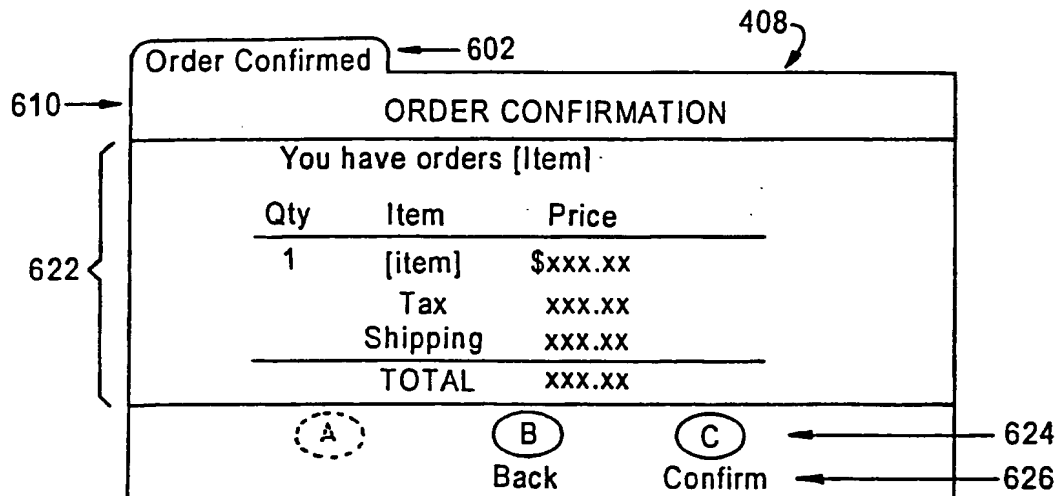 408
Order Confirmed 602
610 ORDER CONFIRMATION
You have orders [Item]
Qty Item Price
1 [item] $xxx.xx
622
Tax xxx.xx
Shipping xxx.xx
TOTAL xxx.xx
A B C 624
Back Confirm 626